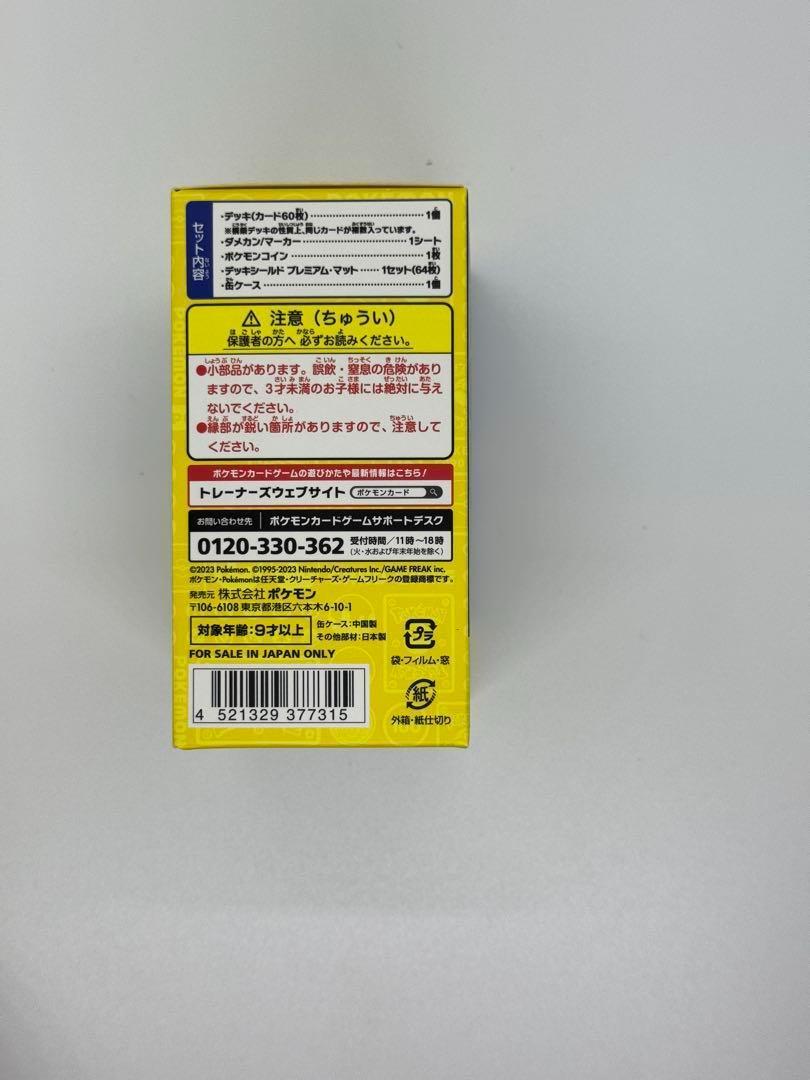 POKÉMON
セット内容
・デッキ(カード60枚)……………………1個
※構築デッキの性質上、同じカードが複数入っています。
・ダメカン/マーカー……………………1シート
・ポケモンコイン……………………1枚
・デッキシールド プレミアム・マット……1セット(64枚)
・缶ケース……………………1個
⚠ 注意（ちゅうい）
保護者の方へ 必ずお読みください。
●小部品があります。誤飲・窒息の危険があり
ますので、3才未満のお子様には絶対に与え
ないでください。
●縁部が鋭い箇所がありますので、注意して
ください。
ポケモンカードゲームの遊びかたや最新情報はこちら!
トレーナーズウェブサイト ポケモンカード
お問い合わせ先 ポケモンカードゲームサポートデスク
0120-330-362 受付時間/11時〜18時
(火・水および年末年始を除く)
©2023 Pokémon. ©1995-2023 Nintendo/Creatures Inc./GAME FREAK inc.
ポケモン・Pokémonは任天堂・クリーチャーズ・ゲームフリークの登録商標です。
発売元 株式会社 ポケモン
〒106-6108 東京都港区六本木6-10-1
対象年齢:9才以上
缶ケース:中国製
その他部材:日本製
FOR SALE IN JAPAN ONLY
プラ
袋・フィルム・窓
紙
外箱・紙仕切り
4 521329 377315
POKÉMON
POKÉMON